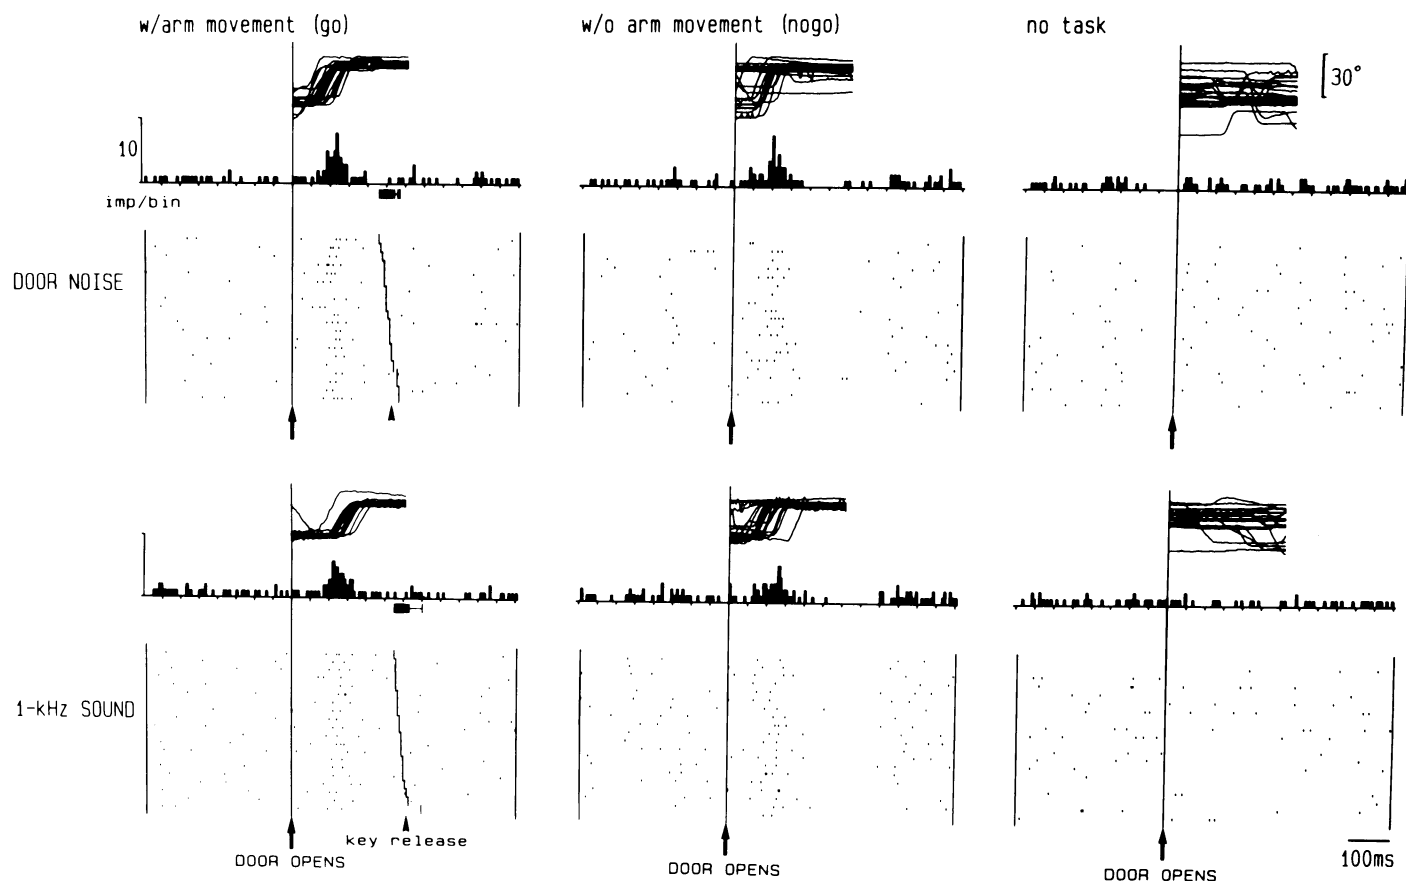 w/arm movement (go)
w/o arm movement (nogo)
no task
30°
10
imp/bin
DOOR NOISE
1-kHz SOUND
key release
DOOR OPENS
DOOR OPENS
DOOR OPENS
100ms